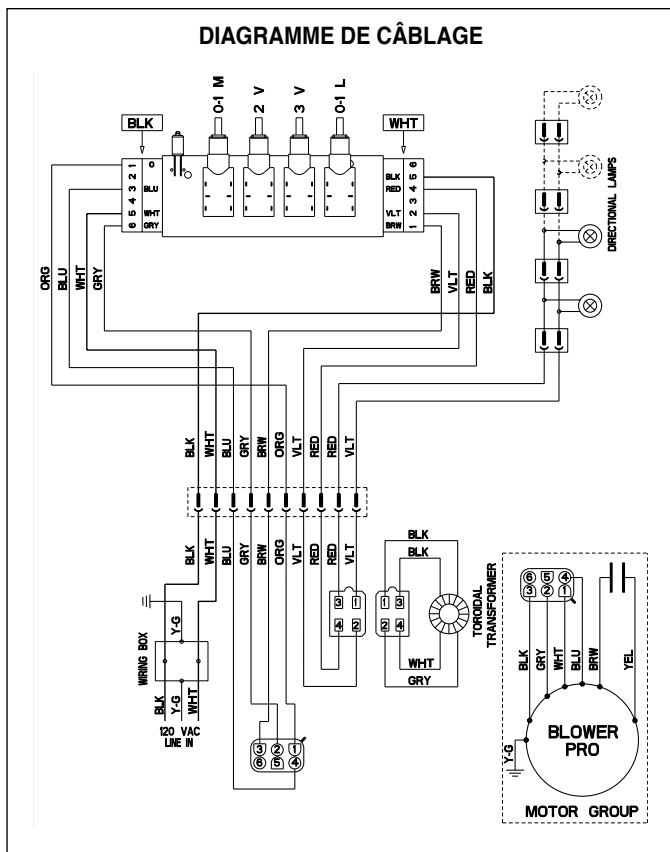 DIAGRAMME DE CÂBLAGE
0-1 M
2 V
3 V
0-1 L
BLK
WHT
1 O
2
3 BLU
4
5 WHT
6 GRY
6
BLK 5
RED 4
3
VLT 2
BRW 1
DIRECTIONAL LAMPS
ORG
BLU
WHT
GRY
BRW
VLT
RED
BLK
BLK
WHT
BLU
GRY
BRW
ORG
VLT
RED
RED
VLT
BLK
WHT
BLU
GRY
BRW
ORG
VLT
RED
RED
VLT
Y-G
WIRING BOX
BLK
Y-G
WHT
120 VAC
LINE IN
3 2 1
6 5 4
3 1
4 2
1 3
2 4
BLK
BLK
WHT
GRY
TOROIDAL
TRANSFORMER
6 5 4
3 2 1
BLK
GRY
WHT
BLU
BRW
YEL
BLOWER
PRO
Y-G
MOTOR GROUP